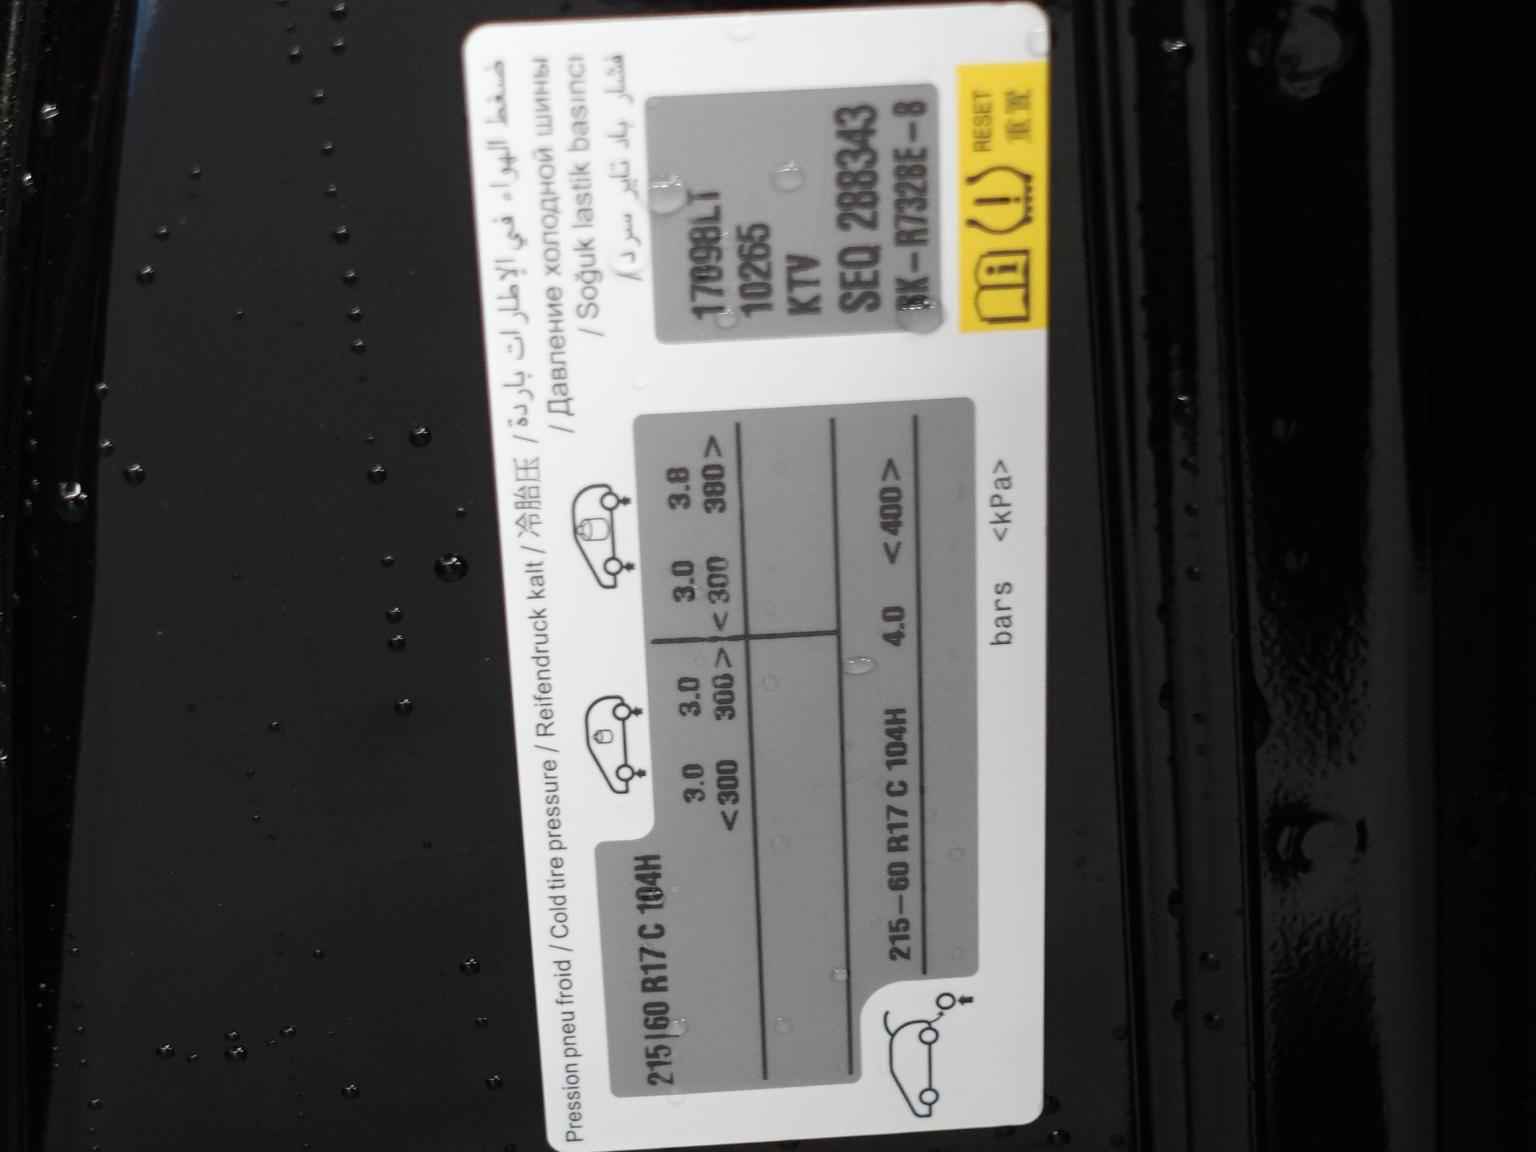 Pression pneu froid / Cold tire pressure / Reifendruck kalt / 冷胎压 / ضغط الهواء في الإطارات باردة
/ Давление холодной шины
/ Soğuk lastik basıncı
/ فشار باد تایر سرد)
215|60 R17 C 104H
3.0 3.0 3.0 3.8
<300 300> <300 380>
215-60 R17 C 104H 4.0 <400>
bars <kPa>
17098LT
10265
KTV
SEQ 288343
BK-R7328E-8
RESET
重置